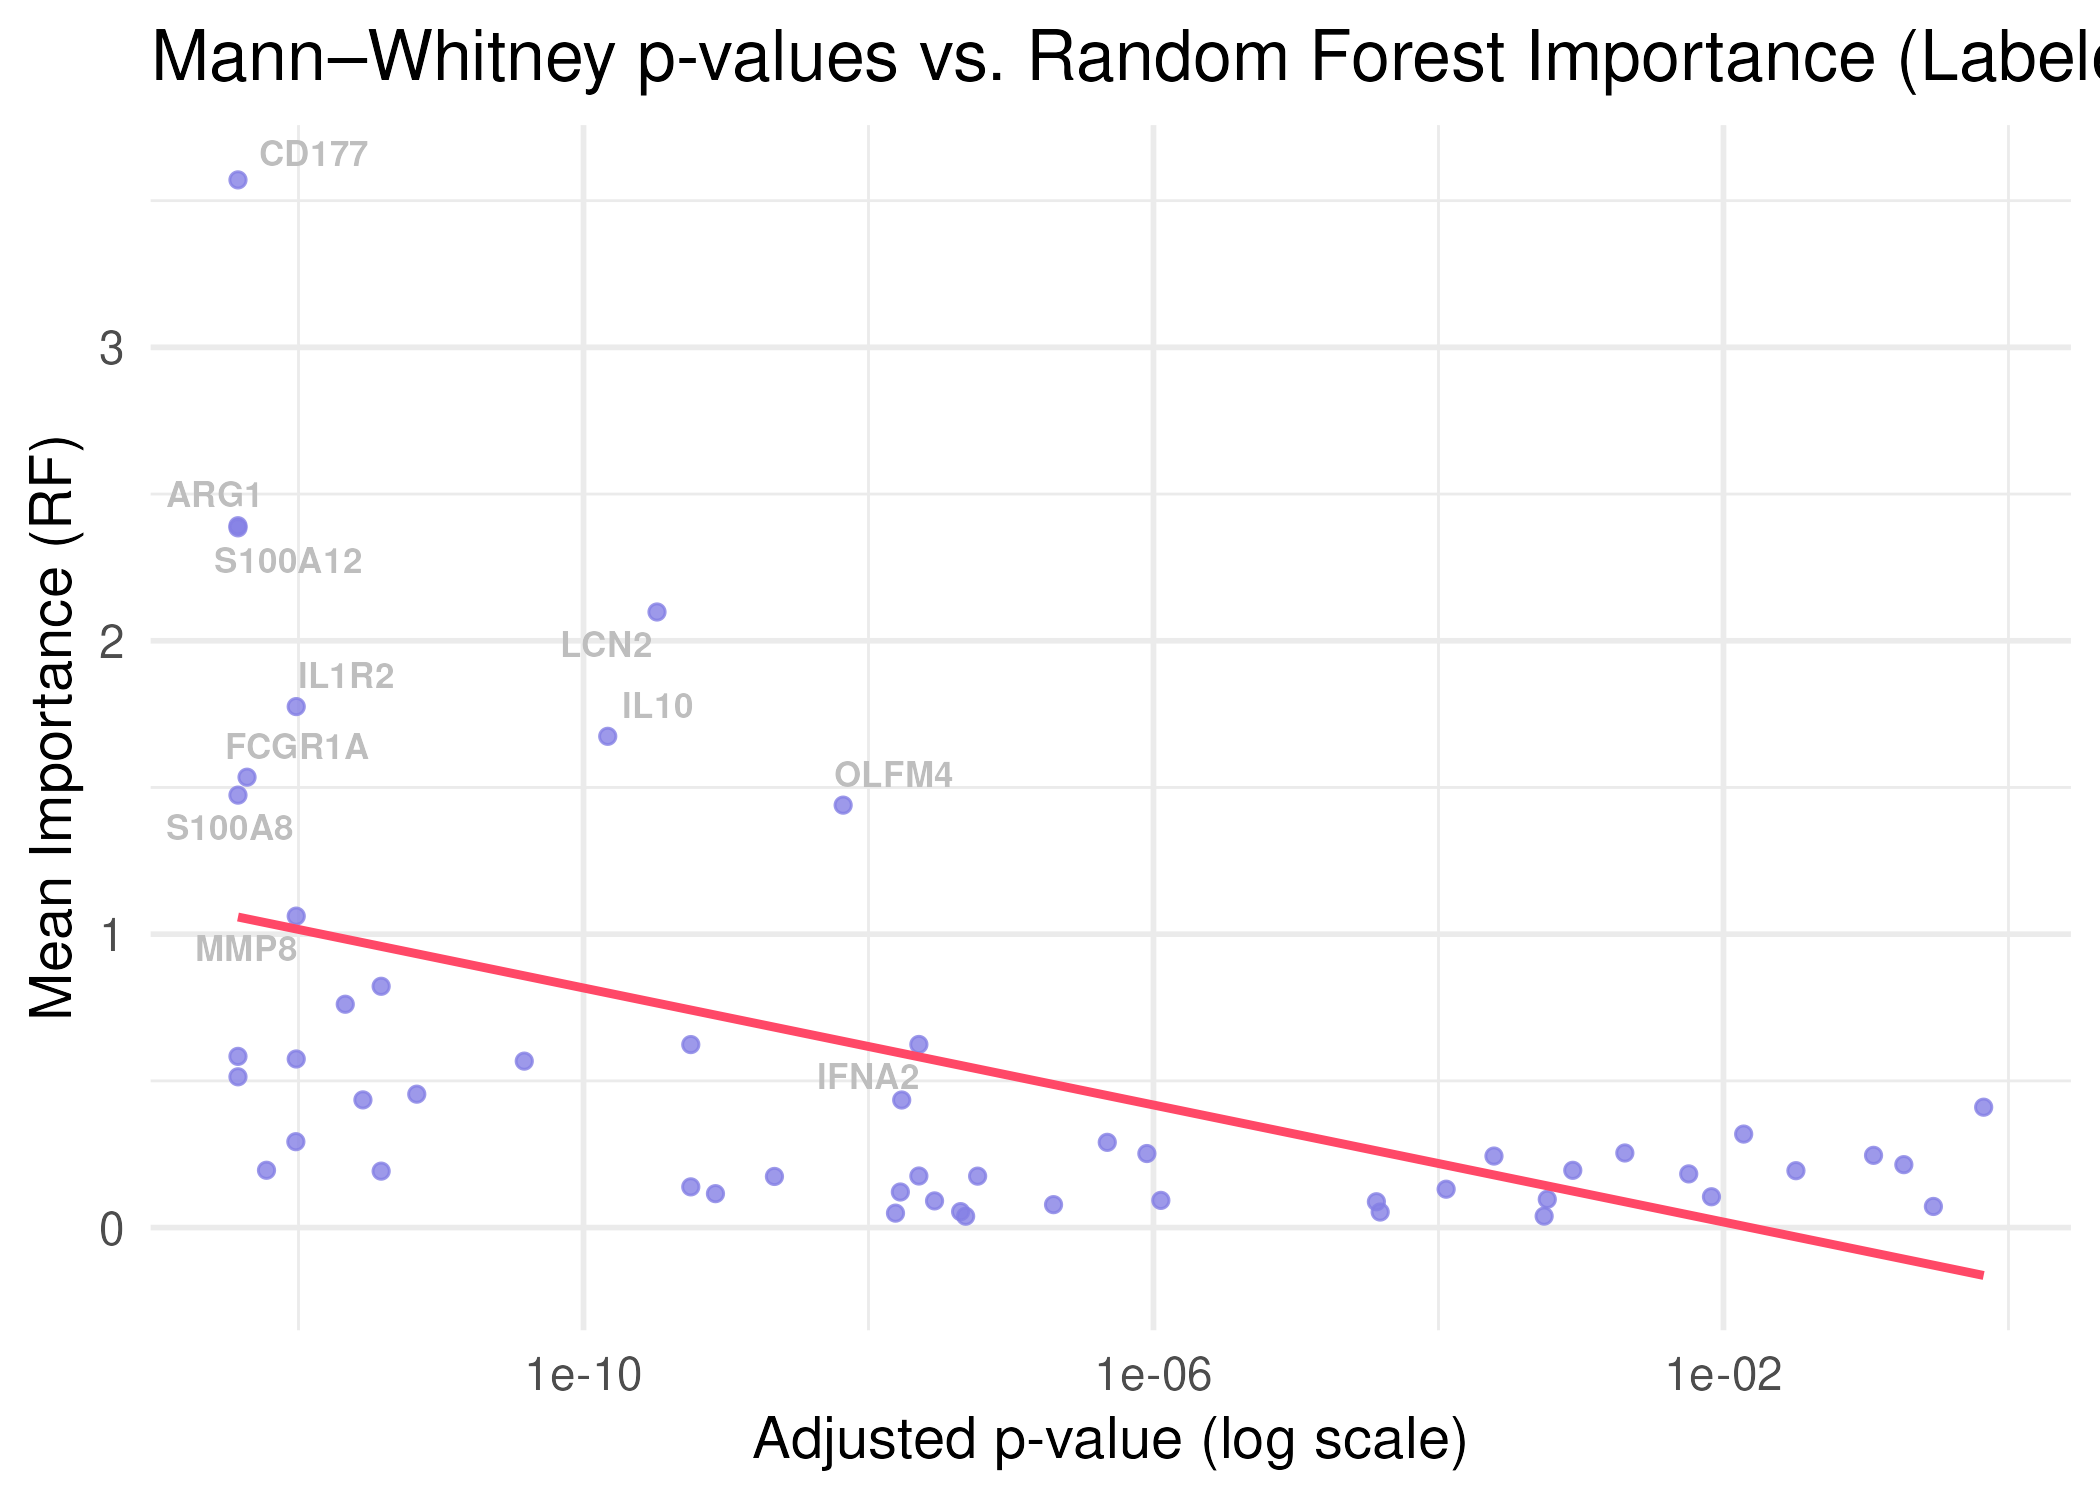 Mann–Whitney p-values vs. Random Forest Importance (Labele
CD177
3
ARG1
S100A12
2
LCN2
IL1R2
IL10
FCGR1A
OLFM4
S100A8
1
MMP8
IFNA2
0
Mean Importance (RF)
1e-10
1e-06
1e-02
Adjusted p-value (log scale)